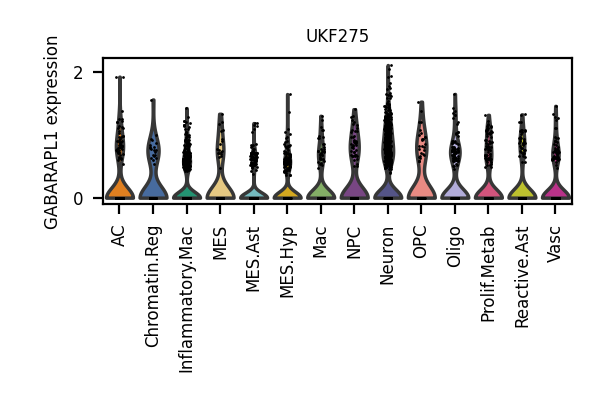 UKF275
GABARAPL1 expression
2
0
AC
Chromatin.Reg
Inflammatory.Mac
MES
MES.Ast
MES.Hyp
Mac
NPC
Neuron
OPC
Oligo
Prolif.Metab
Reactive.Ast
Vasc